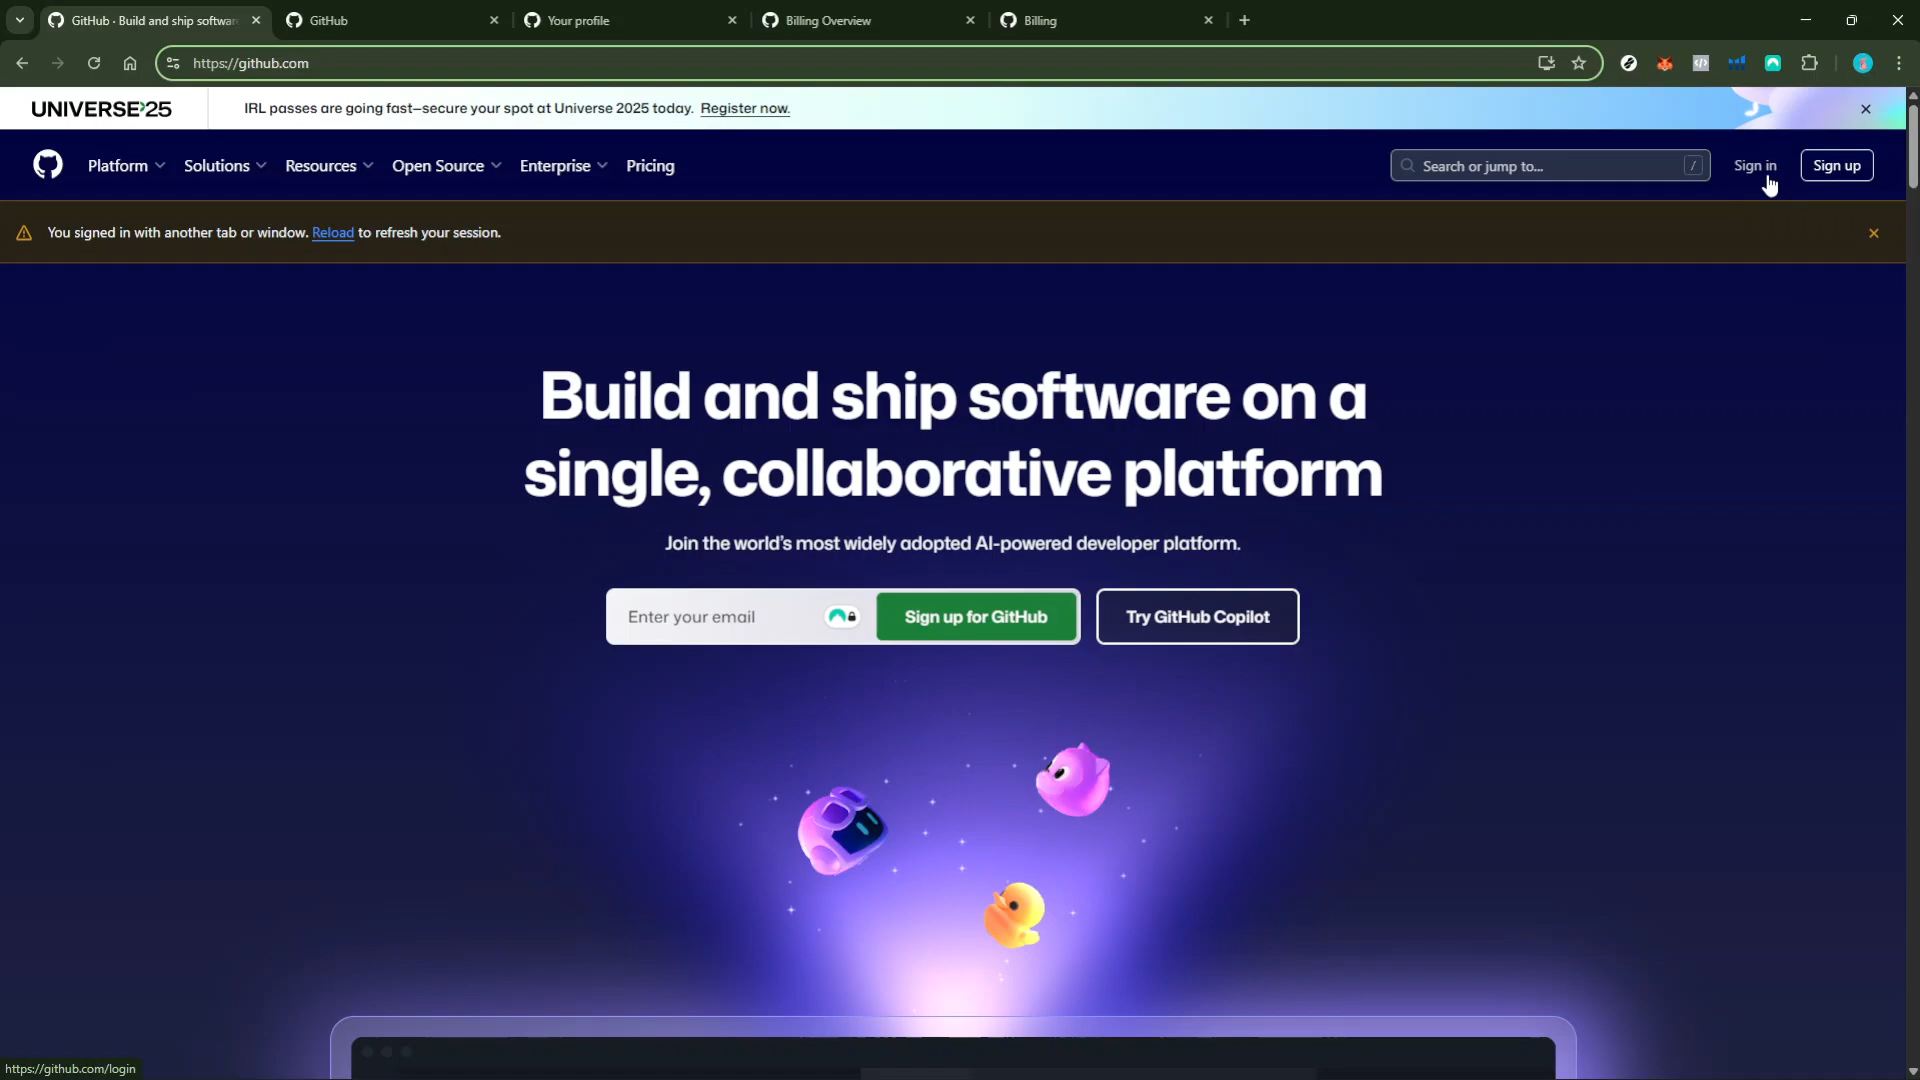 GitHub · Build and ship software
GitHub
Your profile
Billing Overview
Billing
https://github.com
UNIVERSE'25
IRL passes are going fast—secure your spot at Universe 2025 today. Register now.
Platform
Solutions
Resources
Open Source
Enterprise
Pricing
Search or jump to...
/
Sign in
Sign up
You signed in with another tab or window. Reload to refresh your session.
Build and ship software on a
single, collaborative platform
Join the world's most widely adopted AI-powered developer platform.
Enter your email
Sign up for GitHub
Try GitHub Copilot
https://github.com/login